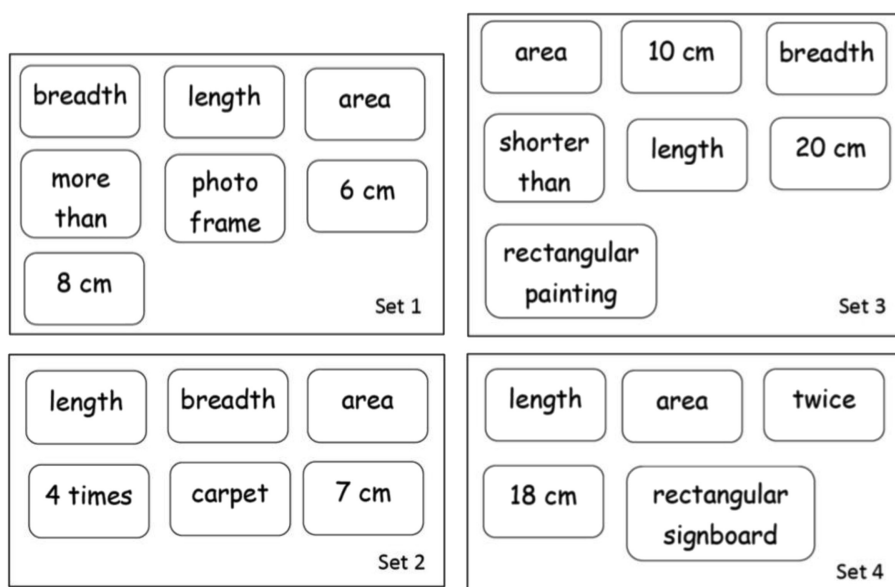 breadth
length
area
more
than
photo
frame
6 cm
8 cm
Set 1
area
10 cm
breadth
shorter
than
length
20 cm
rectangular
painting
Set 3
length
breadth
area
4 times
carpet
7 cm
Set 2
length
area
twice
18 cm
rectangular
signboard
Set 4